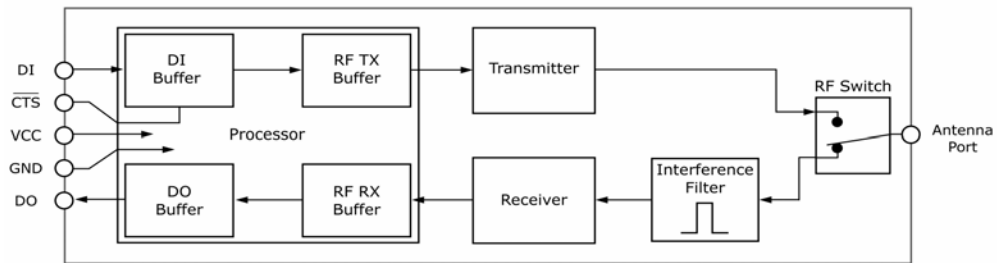 DI
CTS
VCC
GND
DO
DI
Buffer
RF TX
Buffer
Processor
DO
Buffer
RF RX
Buffer
Transmitter
Receiver
Interference
Filter
RF Switch
Antenna
Port